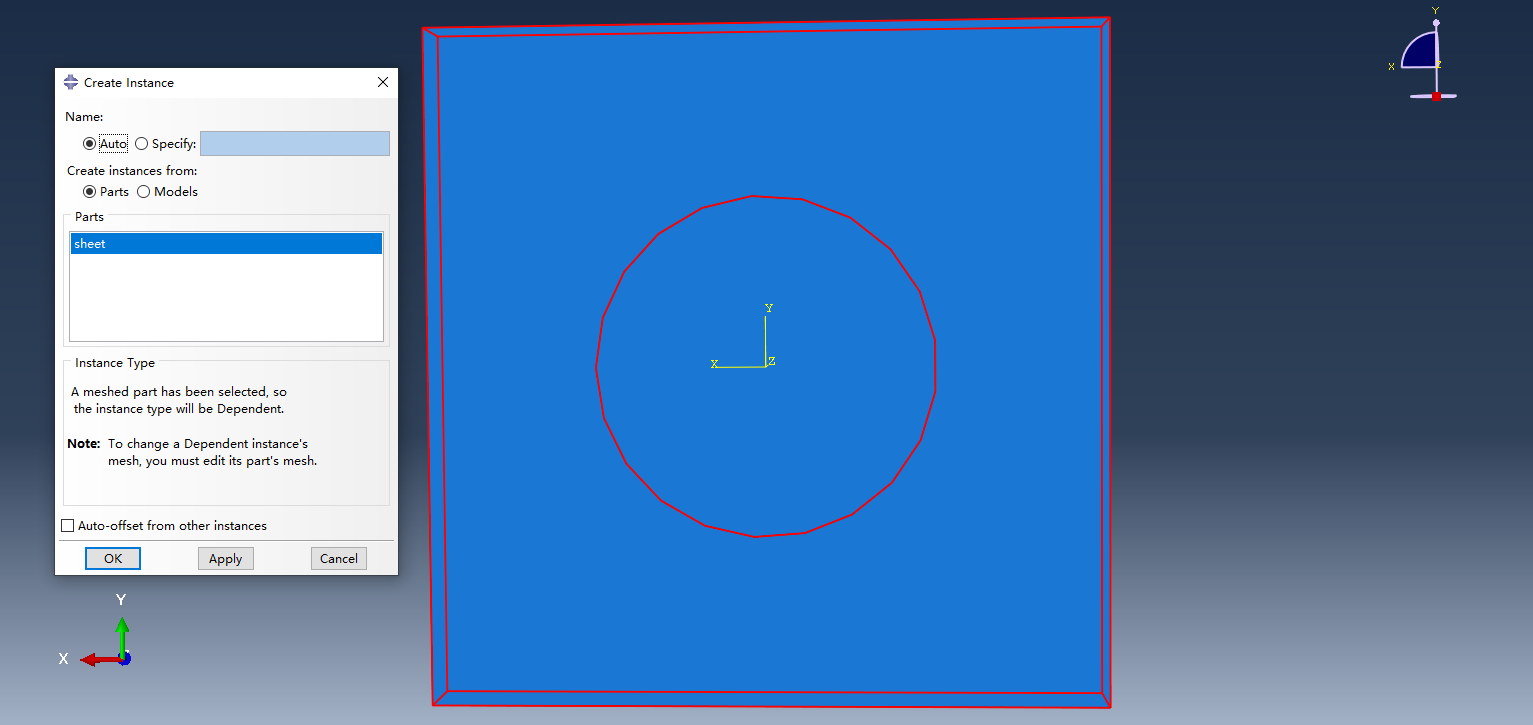 Create Instance
Name:
Auto Specify:
Create instances from:
Parts Models
Parts
sheet
Instance Type
A meshed part has been selected, so
the instance type will be Dependent.
Note: To change a Dependent instance's
mesh, you must edit its part's mesh.
Auto-offset from other instances
OK Apply Cancel
Y
X
Y
X Z
Y
X Z